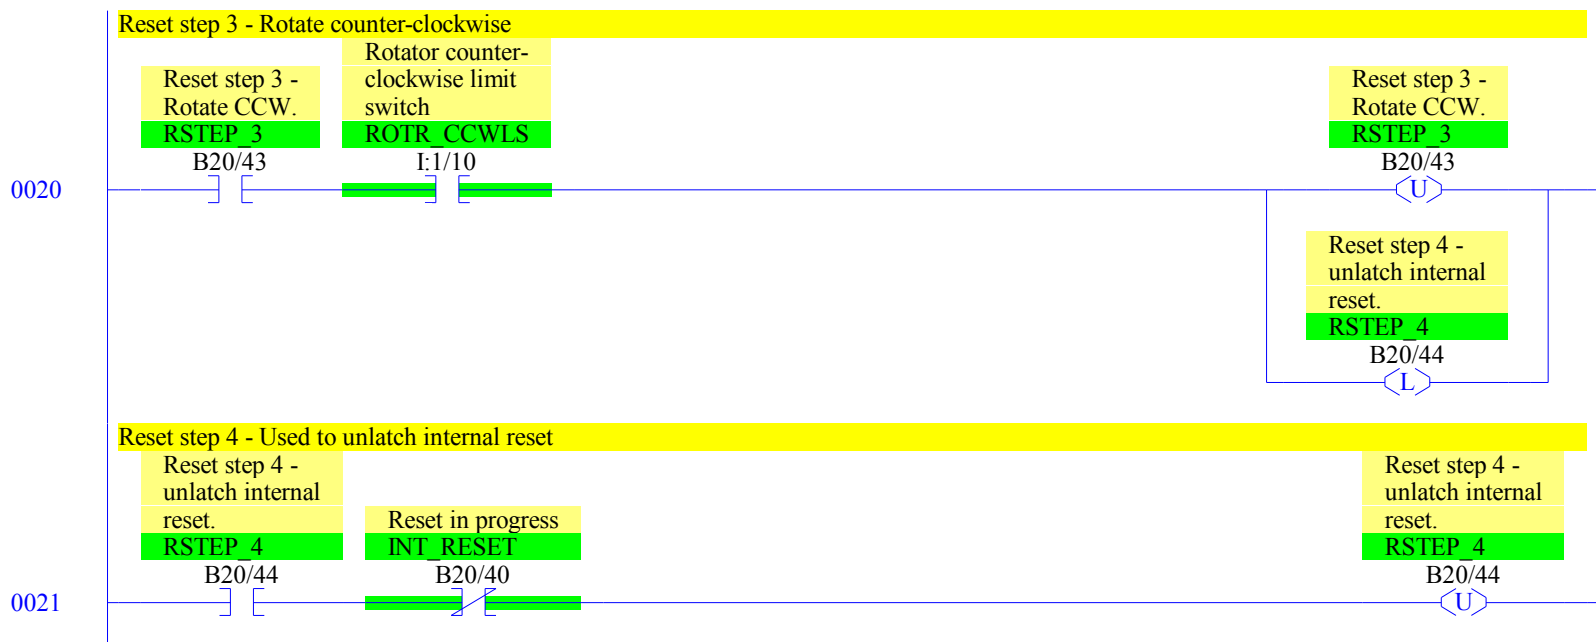 Reset step 3 - Rotate counter-clockwise
Reset step 3 -
Rotate CCW.
RSTEP_3
B20/43
Rotator counter-
clockwise limit
switch
ROTR_CCWLS
I:1/10
Reset step 3 -
Rotate CCW.
RSTEP_3
B20/43
0020
U
Reset step 4 -
unlatch internal
reset.
RSTEP_4
B20/44
L
Reset step 4 - Used to unlatch internal reset
Reset step 4 -
unlatch internal
reset.
RSTEP_4
B20/44
Reset in progress
INT_RESET
B20/40
Reset step 4 -
unlatch internal
reset.
RSTEP_4
B20/44
0021
U